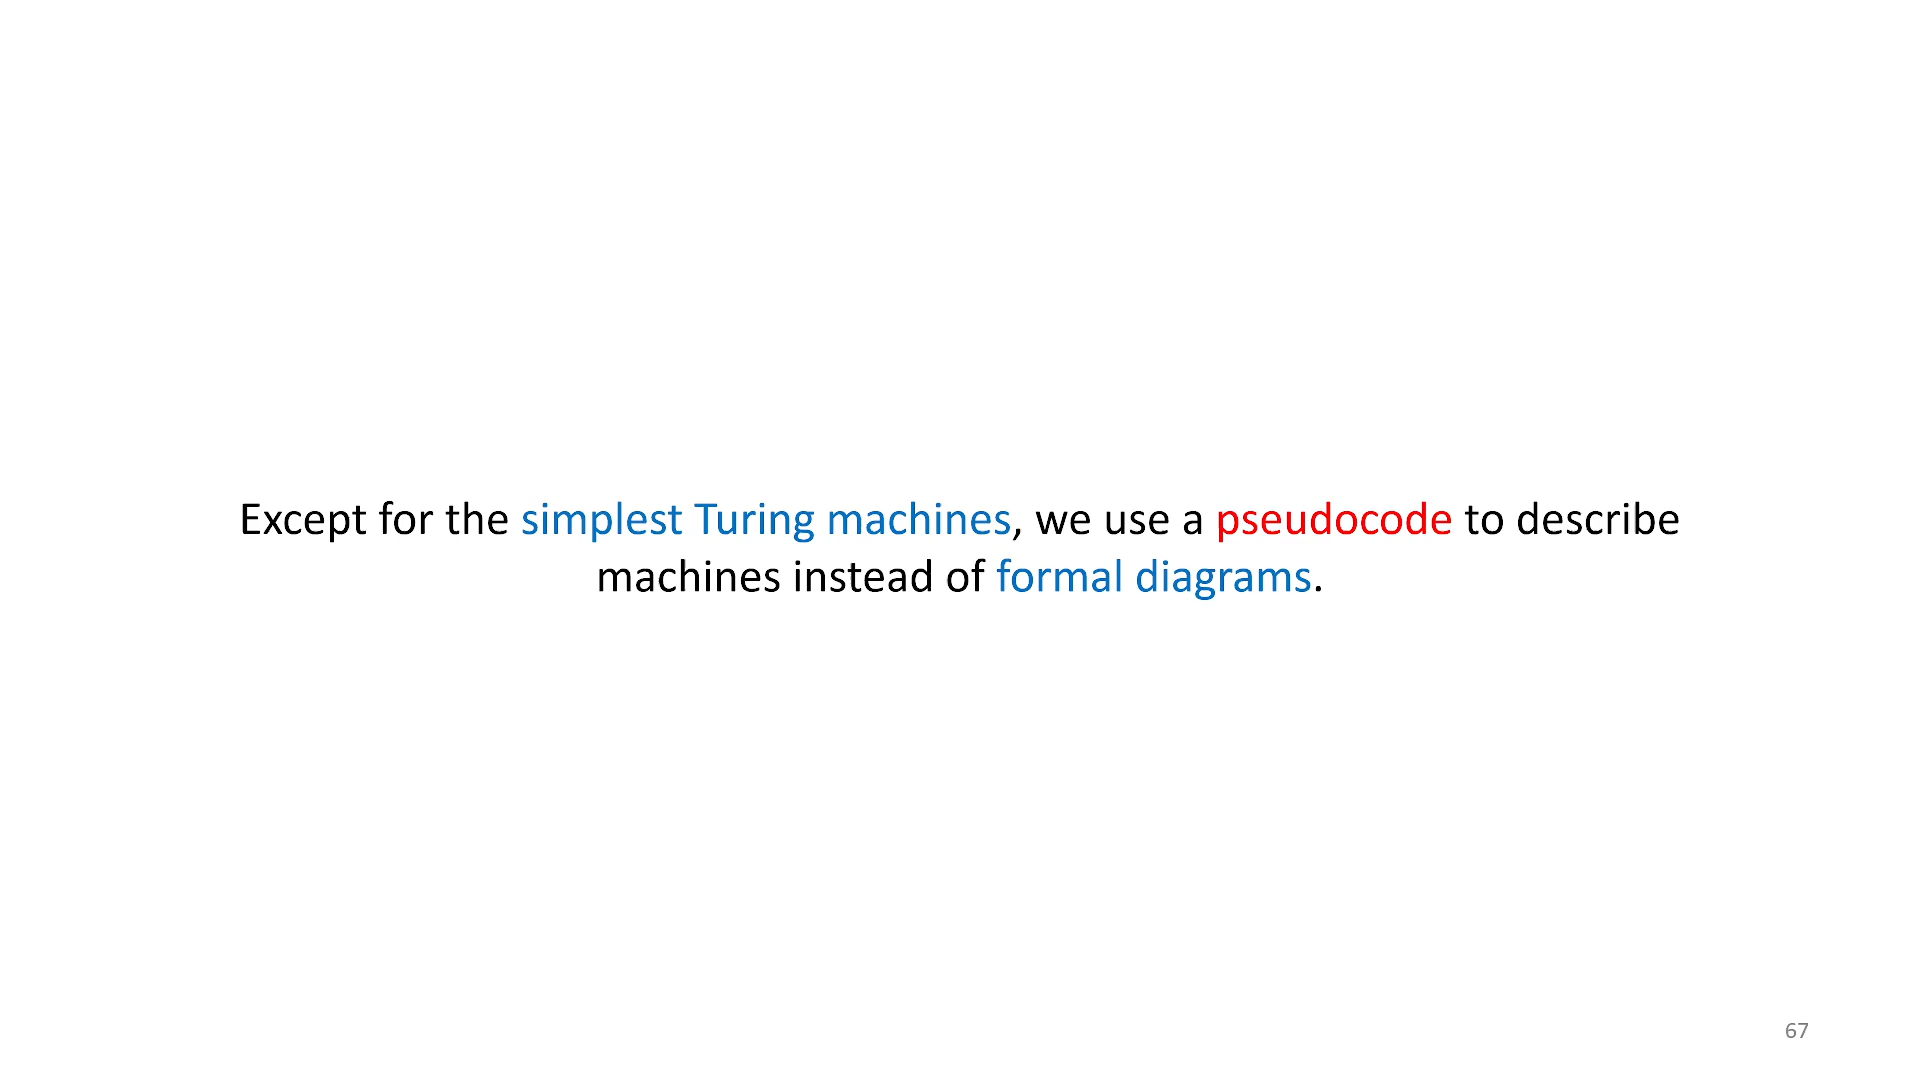 Except for the simplest Turing machines, we use a pseudocode to describe
machines instead of formal diagrams.
67